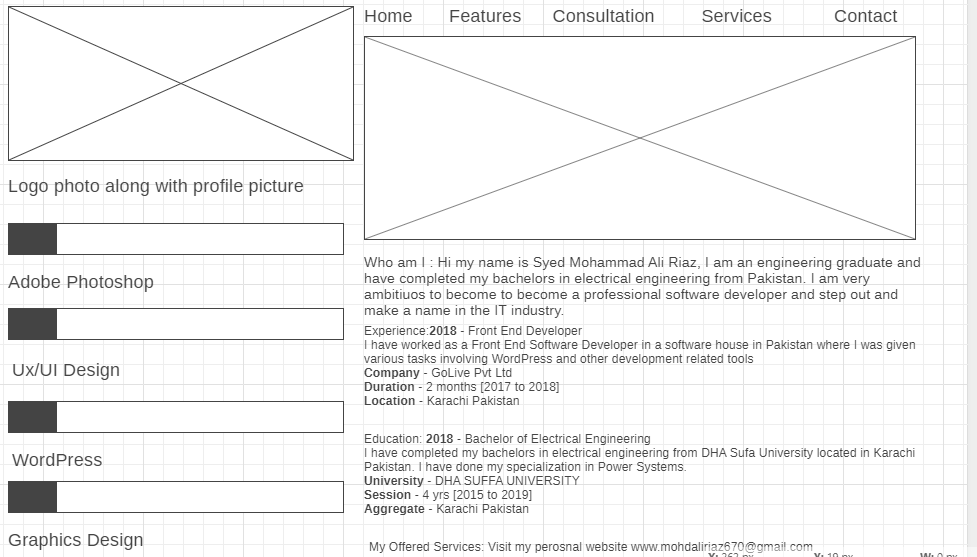 Home Features Consultation Services Contact
Logo photo along with profile picture
Adobe Photoshop
Ux/UI Design
WordPress
Graphics Design
Who am I : Hi my name is Syed Mohammad Ali Riaz, I am an engineering graduate and
have completed my bachelors in electrical engineering from Pakistan. I am very
ambitiuos to become to become a professional software developer and step out and
make a name in the IT industry.
Experience:2018 - Front End Developer
I have worked as a Front End Software Developer in a software house in Pakistan where I was given
various tasks involving WordPress and other development related tools
Company - GoLive Pvt Ltd
Duration - 2 months [2017 to 2018]
Location - Karachi Pakistan
Education: 2018 - Bachelor of Electrical Engineering
I have completed my bachelors in electrical engineering from DHA Sufa University located in Karachi
Pakistan. I have done my specialization in Power Systems.
University - DHA SUFFA UNIVERSITY
Session - 4 yrs [2015 to 2019]
Aggregate - Karachi Pakistan
My Offered Services: Visit my perosnal website www.mohdaliriaz670@gmail.com